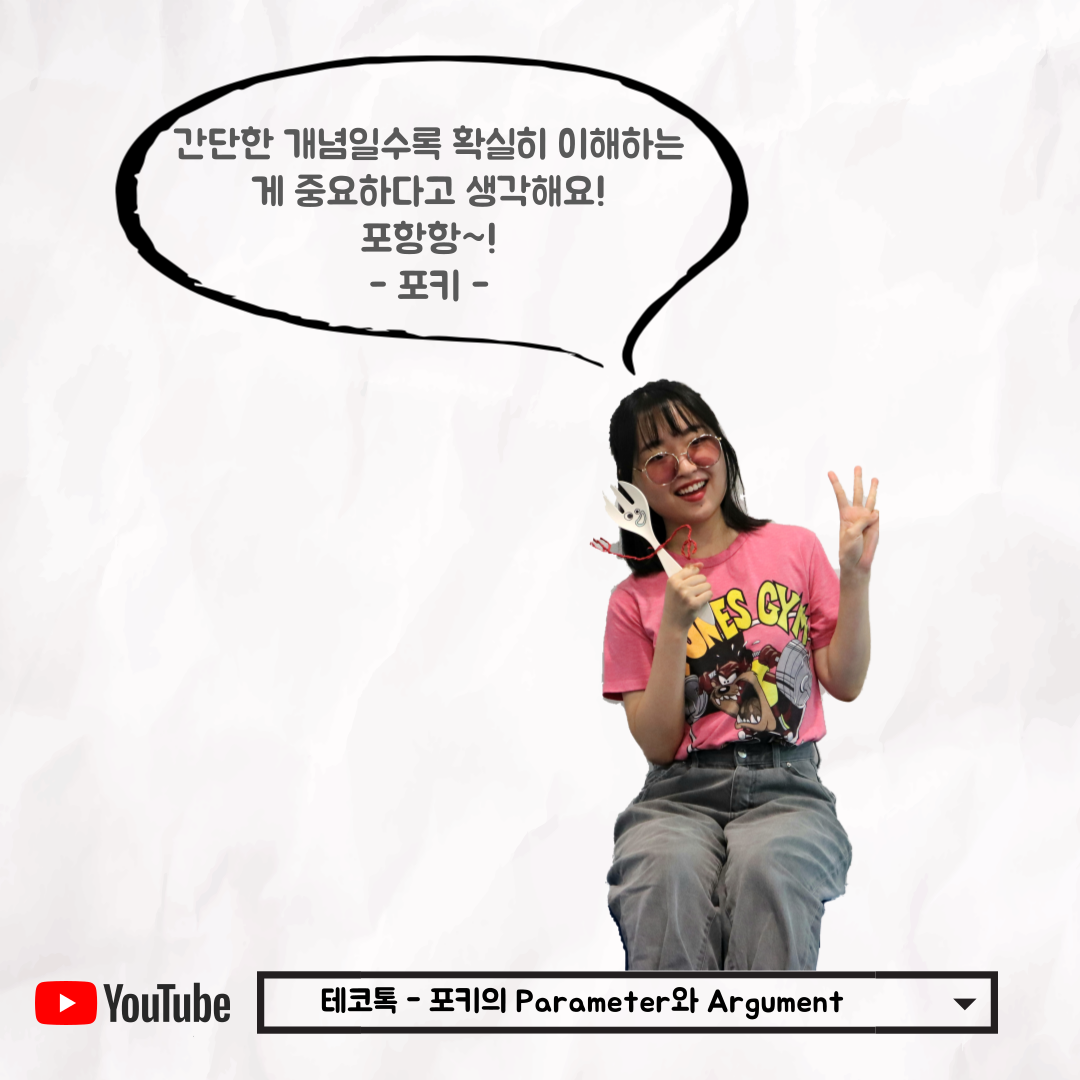 간단한 개념일수록 확실히 이해하는
게 중요하다고 생각해요!
포항항~!
- 포키 -
YouTube
테코톡 - 포키의 Parameter와 Argument